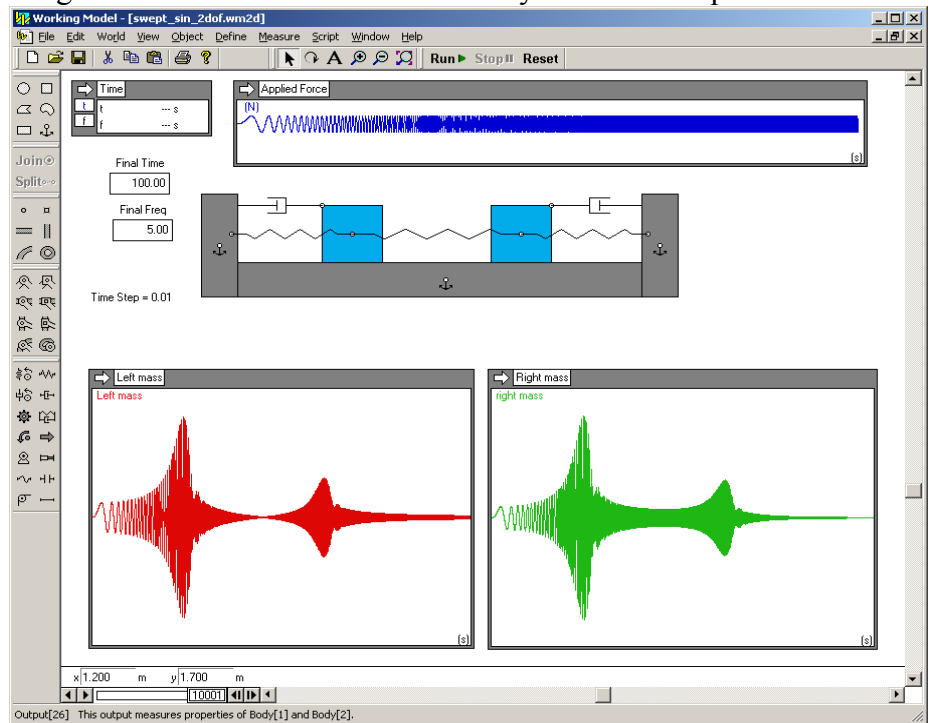 Working Model - [swept_sin_2dof.wm2d]
File Edit World View Object Define Measure Script Window Help
A ? Run Stop Reset
Time
t t --- s
f f --- s
Applied Force
(N)
(s)
Join
Split
Final Time
100.00
Final Freq
5.00
Time Step = 0.01
Left mass
Left mass
(s)
Right mass
right mass
(s)
x 1.200 m y 1.700 m
10001
Output[26] This output measures properties of Body[1] and Body[2].